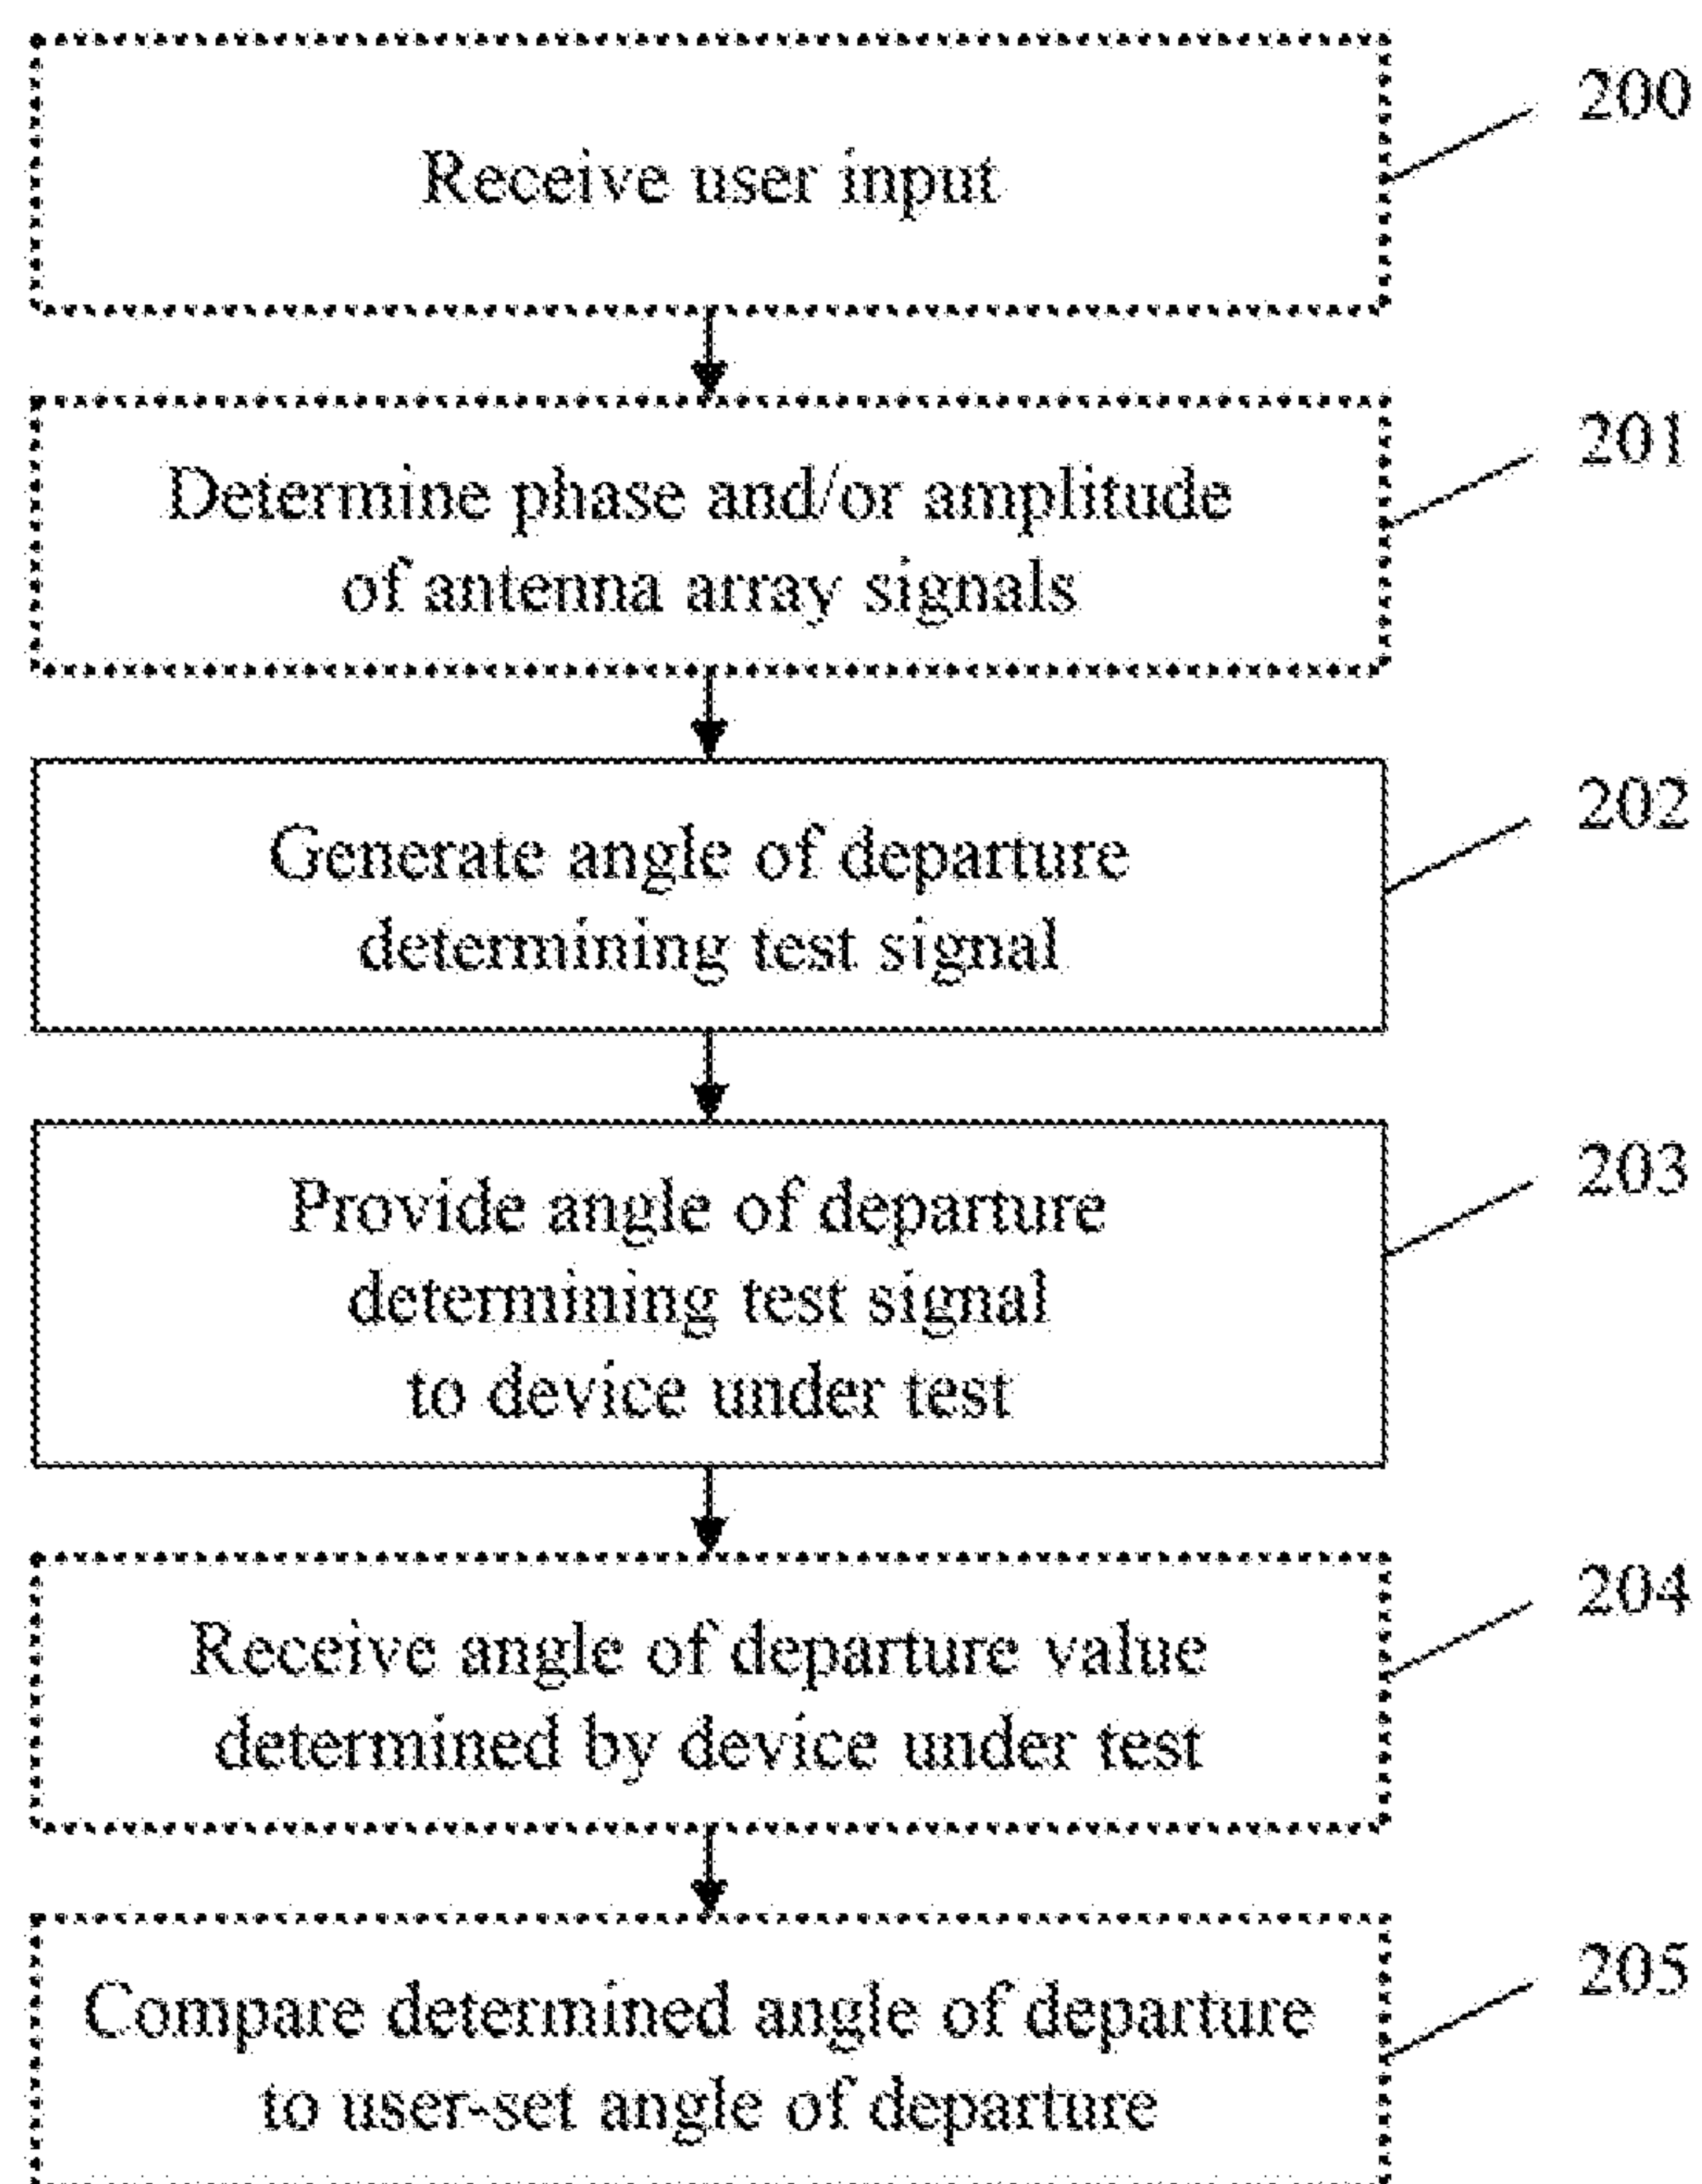 200
Receive user input
201
Determine phase and/or amplitude
of antenna array signals
202
Generate angle of departure
determining test signal
203
Provide angle of departure
determining test signal
to device under test
204
Receive angle of departure value
determined by device under test
205
Compare determined angle of departure
to user-set angle of departure